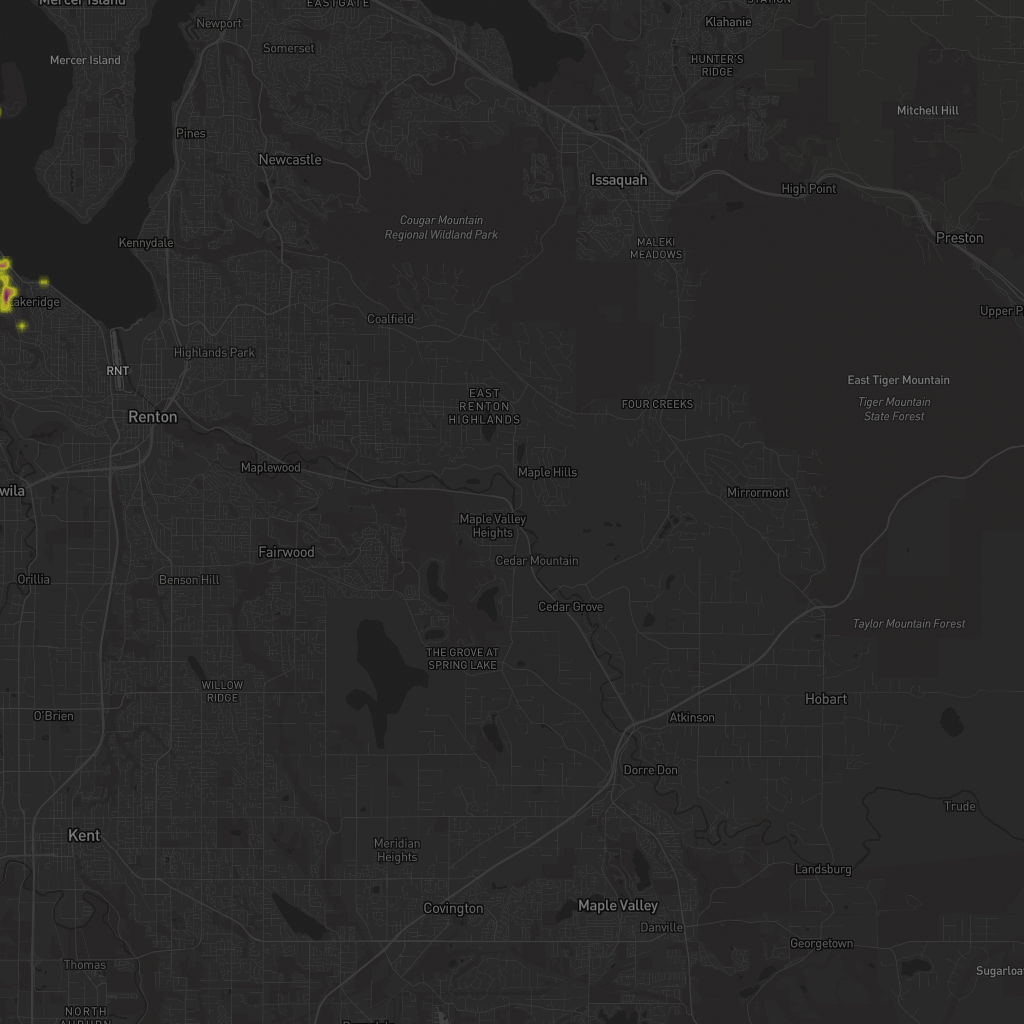 Mercer Island
EASTGATE
STATION
Newport
Klahanie
Somerset
Mercer Island
HUNTER'S
RIDGE
Mitchell Hill
Pines
Newcastle
Issaquah
High Point
Cougar Mountain
Regional Wildland Park
Preston
Kennydale
MALEKI
MEADOWS
Lakeridge
Upper P
Coalfield
Highlands Park
RNT
East Tiger Mountain
EAST
RENTON
HIGHLANDS
FOUR CREEKS
Tiger Mountain
State Forest
Renton
Maplewood
Maple Hills
wila
Mirrormont
Maple Valley
Heights
Fairwood
Cedar Mountain
Orillia
Benson Hill
Cedar Grove
Taylor Mountain Forest
THE GROVE AT
SPRING LAKE
WILLOW
RIDGE
Hobart
O'Brien
Atkinson
Dorre Don
Trude
Kent
Meridian
Heights
Landsburg
Covington
Maple Valley
Danville
Georgetown
Thomas
Sugarloa
NORTH
AUBURN